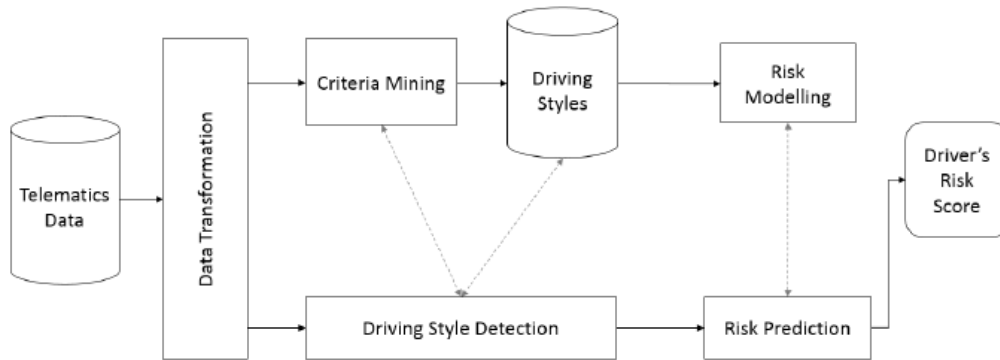 Telematics
Data
Data Transformation
Criteria Mining
Driving
Styles
Risk
Modelling
Driving Style Detection
Risk Prediction
Driver's
Risk
Score